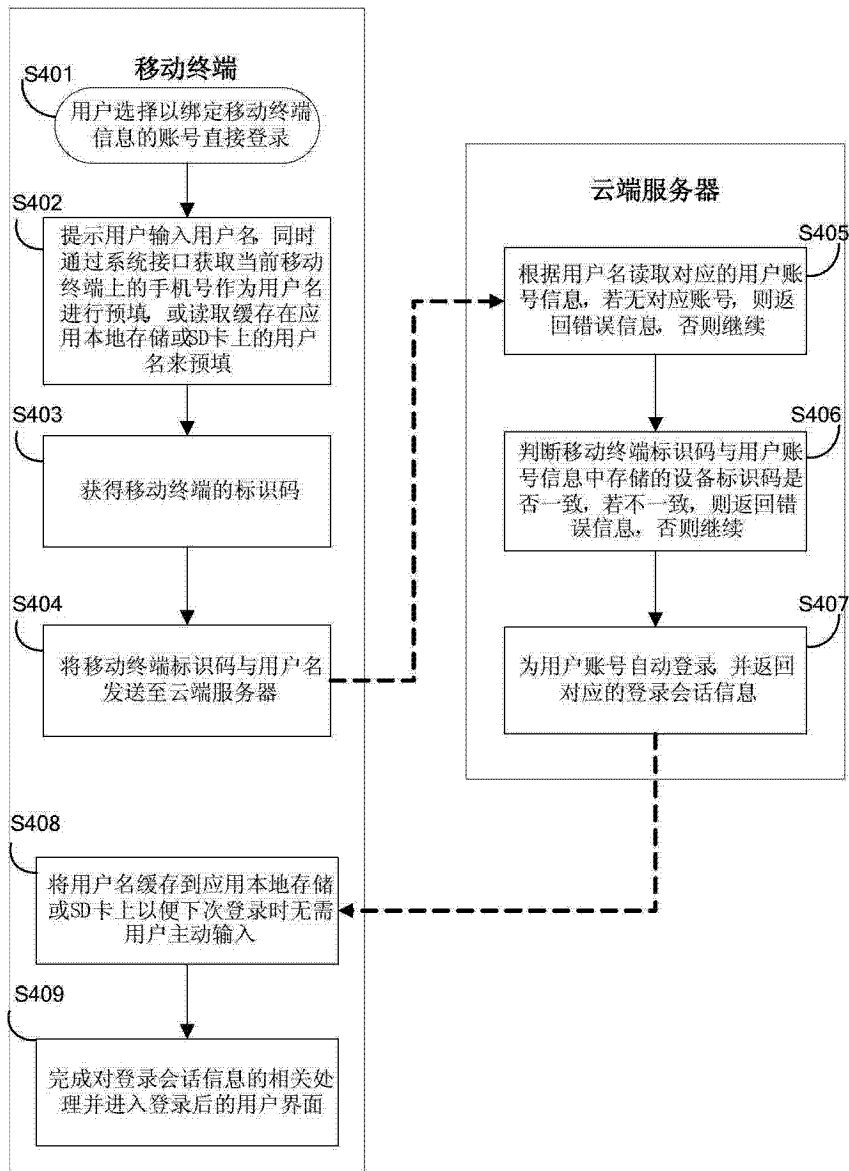 移动终端
S401
用户选择以绑定移动终端
信息的账号直接登录
S402
提示用户输入用户名,同时
通过系统接口获取当前移动
终端上的手机号作为用户名
进行预填,或读取缓存在应
用本地存储或SD卡上的用户
名来预填
S403
获得移动终端的标识码
S404
将移动终端标识码与用户名
发送至云端服务器
云端服务器
S405
根据用户名读取对应的用户账
号信息,若无对应账号,则返
回错误信息,否则继续
S406
判断移动终端标识码与用户账
号信息中存储的设备标识码是
否一致,若不一致,则返回错
误信息,否则继续
S407
为用户账号自动登录,并返回
对应的登录会话信息
S408
将用户名缓存到应用本地存储
或SD卡上以便下次登录时无需
用户主动输入
S409
完成对登录会话信息的相关处
理并进入登录后的用户界面